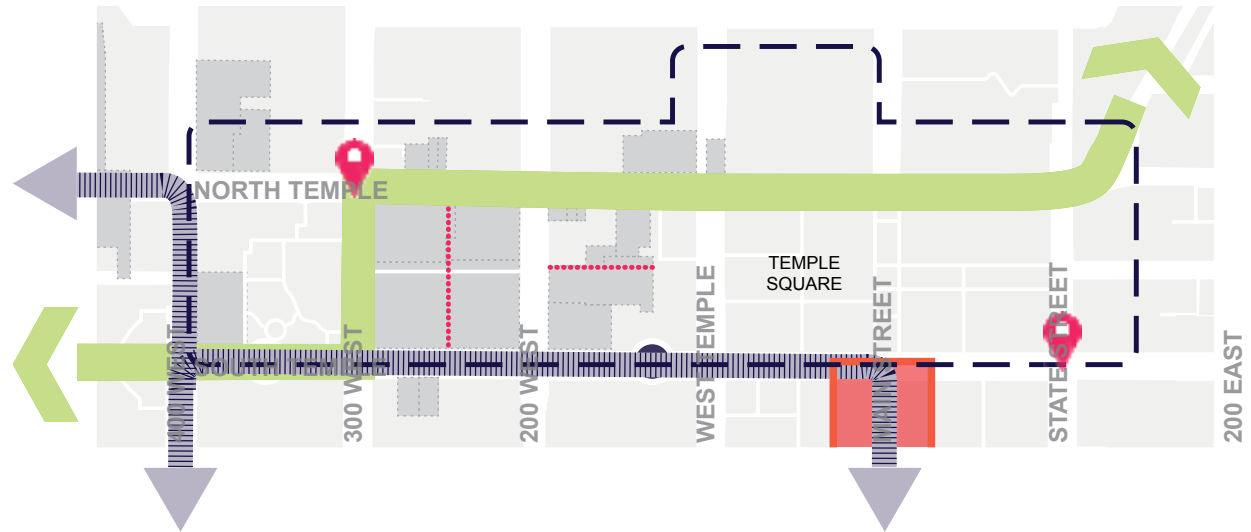 NORTH TEMPLE
TEMPLE
SQUARE
SOUTH TEMPLE
400 WEST
300 WEST
200 WEST
WEST TEMPLE
MAIN STREET
STATE STREET
200 EAST